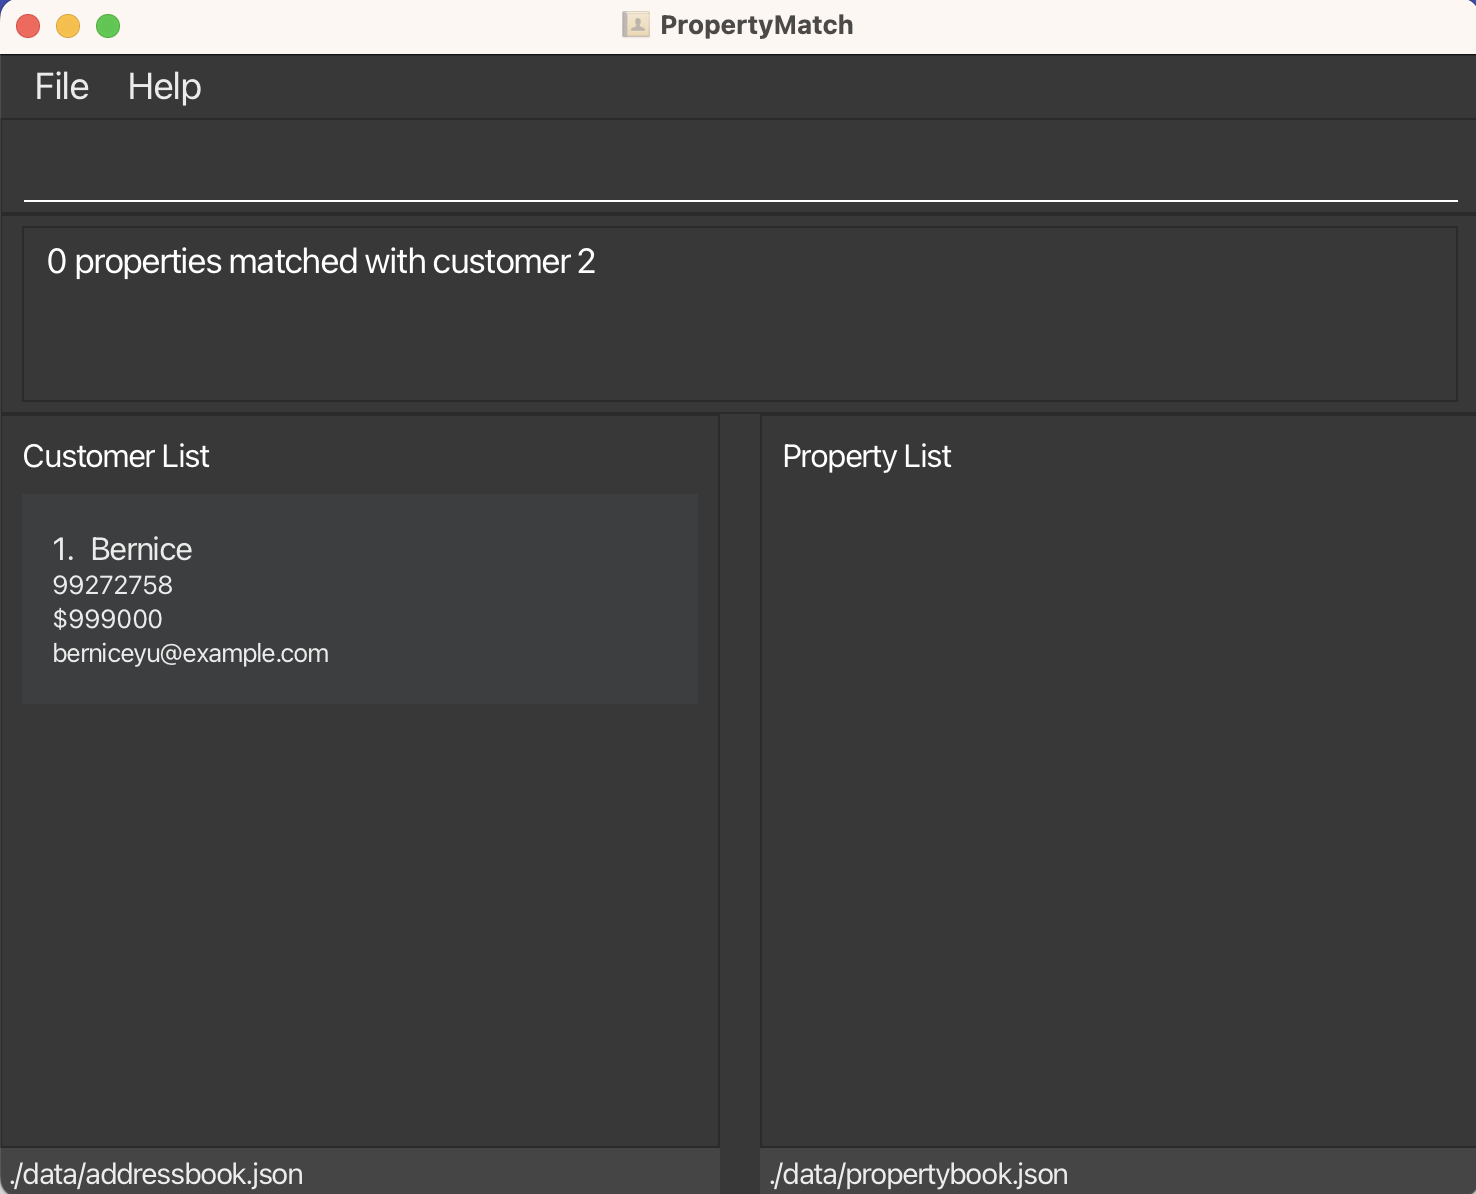 PropertyMatch
File Help
0 properties matched with customer 2
Customer List
1. Bernice
99272758
$999000
berniceyu@example.com
Property List
./data/addressbook.json
./data/propertybook.json